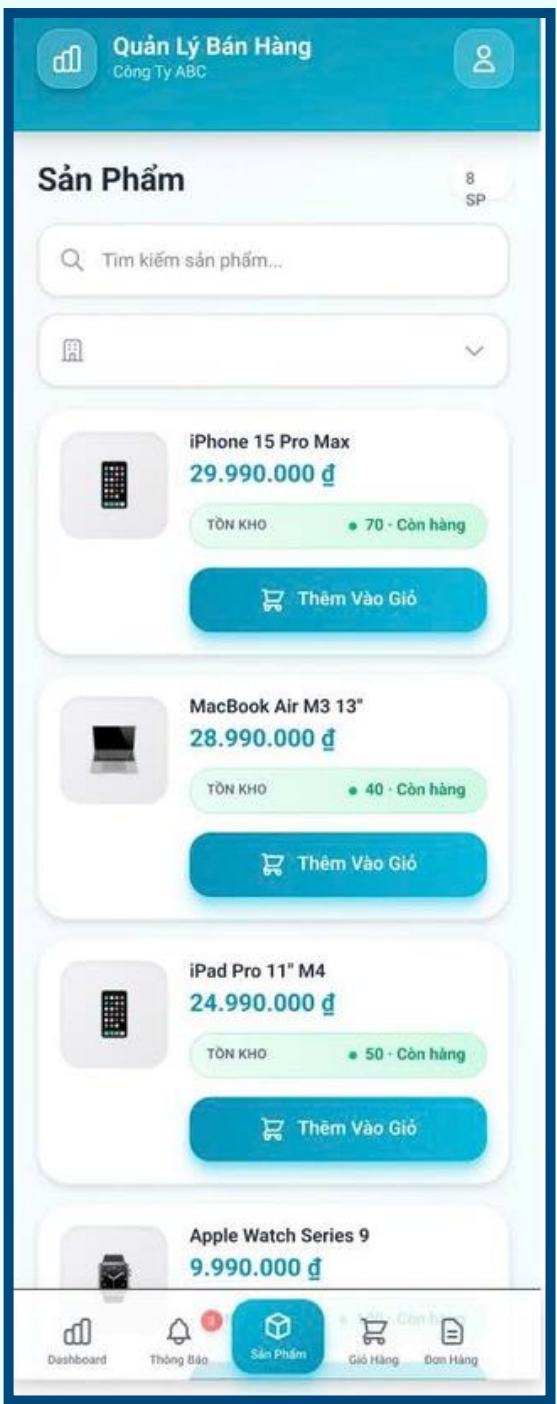 Quản Lý Bán Hàng
Công Ty ABC
Sản Phẩm
8
SP
Tìm kiếm sản phẩm...
iPhone 15 Pro Max
29.990.000 ₫
TỒN KHO • 70 · Còn hàng
Thêm Vào Giỏ
MacBook Air M3 13"
28.990.000 ₫
TỒN KHO • 40 · Còn hàng
Thêm Vào Giỏ
iPad Pro 11" M4
24.990.000 ₫
TỒN KHO • 50 · Còn hàng
Thêm Vào Giỏ
Apple Watch Series 9
9.990.000 ₫
3
Dashboard Thông Báo Sản Phẩm Giỏ Hàng Đơn Hàng